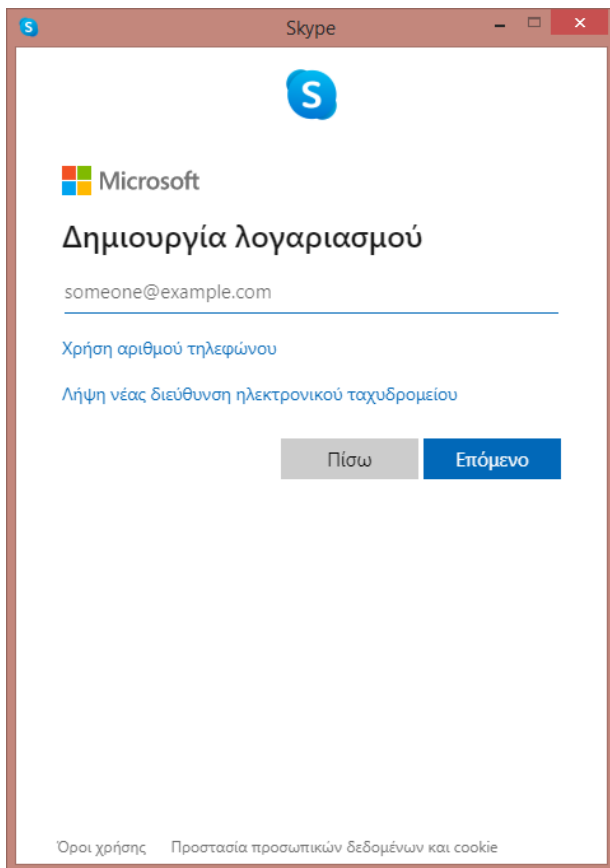 Skype
Microsoft
Δημιουργία λογαριασμού
someone@example.com
Χρήση αριθμού τηλεφώνου
Λήψη νέας διεύθυνση ηλεκτρονικού ταχυδρομείου
Πίσω Επόμενο
Όροι χρήσης Προστασία προσωπικών δεδομένων και cookie